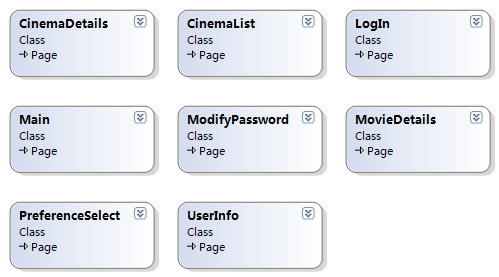 CinemaDetails
Class
Page
CinemaList
Class
Page
LogIn
Class
Page
Main
Class
Page
ModifyPassword
Class
Page
MovieDetails
Class
Page
PreferenceSelect
Class
Page
UserInfo
Class
Page